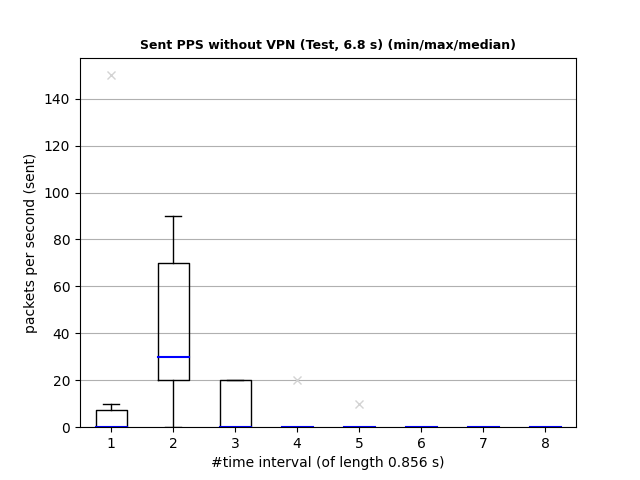 Sent PPS without VPN (Test, 6.8 s) (min/max/median)
packets per second (sent)
140
120
100
80
60
40
20
0
1 2 3 4 5 6 7 8
#time interval (of length 0.856 s)